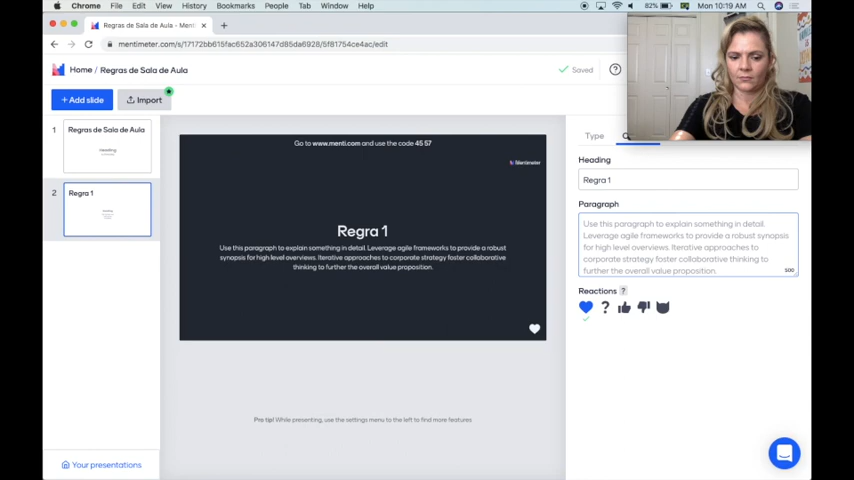 Chrome File Edit View History Bookmarks People Tab Window Help 82% Mon 10:19 AM
Regras de Sala de Aula - Menti
mentimeter.com/s/17172bb615fac652a306147d85da6928/5f81754ce4ac/edit
Home / Regras de Sala de Aula
Saved
+ Add slide Import
Type
1 Regras de Sala de Aula
Heading
2 Regra 1
Go to www.menti.com and use the code 45 57
Mentimeter
Regra 1
Use this paragraph to explain something in detail. Leverage agile frameworks to provide a robust
synopsis for high level overviews. Iterative approaches to corporate strategy foster collaborative
thinking to further the overall value proposition.
Pro tip! While presenting, use the settings menu to the left to find more features
Heading
Regra 1
Paragraph
Use this paragraph to explain something in detail.
Leverage agile frameworks to provide a robust synopsis
for high level overviews. Iterative approaches to
corporate strategy foster collaborative thinking to
further the overall value proposition.
500
Reactions ?
Your presentations